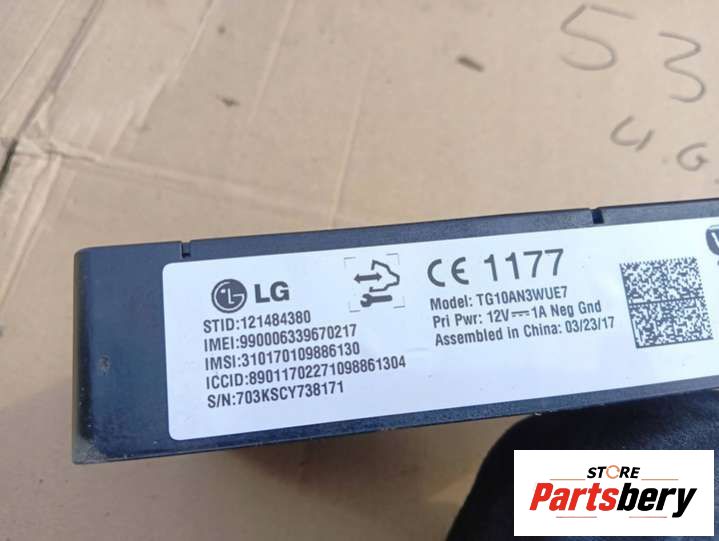 53
U.G
LG
STID:121484380
IMEI:990006339670217
IMSI:310170109886130
ICCID:89011702271098861304
S/N:703KSCY738171
CE 1177
Model: TG10AN3WUE7
Pri Pwr: 12V⎓1A Neg Gnd
Assembled in China: 03/23/17
STORE
Partsbery